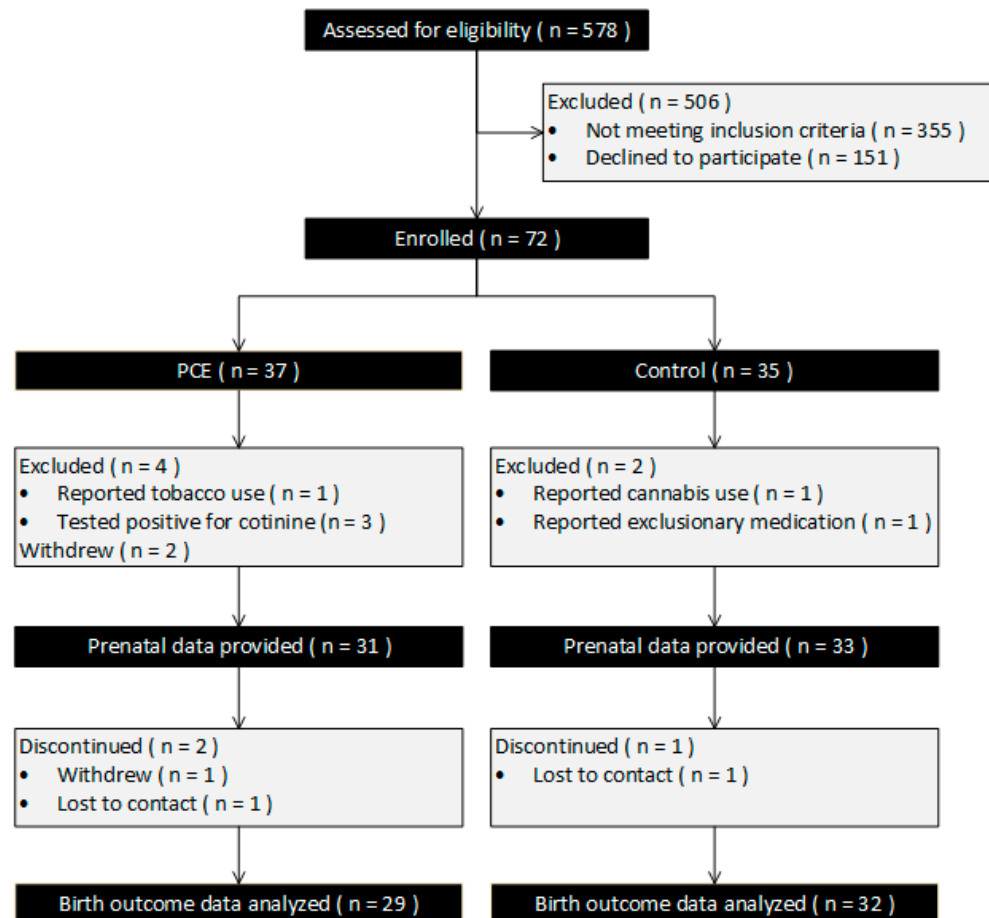 Assessed for eligibility ( n = 578 )
Excluded ( n = 506 )
• Not meeting inclusion criteria ( n = 355 )
• Declined to participate ( n = 151 )
Enrolled ( n = 72 )
PCE ( n = 37 )
Control ( n = 35 )
Excluded ( n = 4 )
• Reported tobacco use ( n = 1 )
• Tested positive for cotinine (n = 3 )
Withdrew ( n = 2 )
Excluded ( n = 2 )
• Reported cannabis use ( n = 1 )
• Reported exclusionary medication ( n = 1 )
Prenatal data provided ( n = 31 )
Prenatal data provided ( n = 33 )
Discontinued ( n = 2 )
• Withdrew ( n = 1 )
• Lost to contact ( n = 1 )
Discontinued ( n = 1 )
• Lost to contact ( n = 1 )
Birth outcome data analyzed ( n = 29 )
Birth outcome data analyzed ( n = 32 )